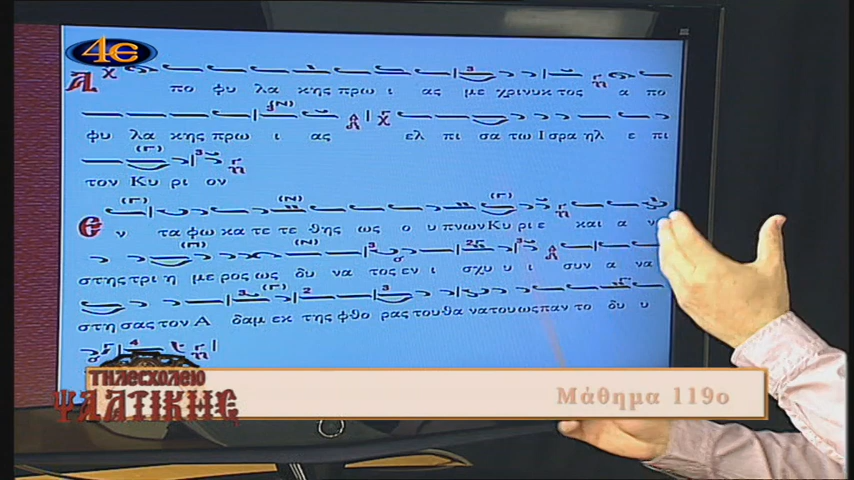 4Ε
Α πο φυ λα κης πρω ι ας με χρι νυκ τος α πο
φυ λα κης πρω ι ας ελ πι σα τω Ισρα ηλ ε πι
τον Κυ ρι ον
Ε ν τα φω κα τε τε θης ως ο υ πνων Κυ ρι ε και α ν
στης τρι η με ρος ως δυ να τος εν ι σχυ υ ι συν α να
στη σας τον Α δαμ εκ της φθο ρας του θα να του ως παν το δυ υ
ΤΗΛΕΣΧΟΛΕΙΟ
ΨΑΛΤΙΚΗΣ
Μάθημα 119ο